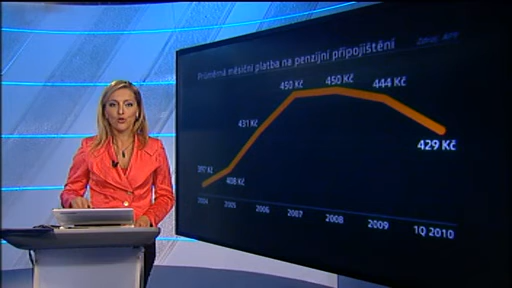 Průměrná měsíční platba na penzijní připojištění
Zdroj: APF
450 Kč 450 Kč 444 Kč
431 Kč
429 Kč
397 Kč
408 Kč
2004 2005 2006 2007 2008 2009 1Q 2010